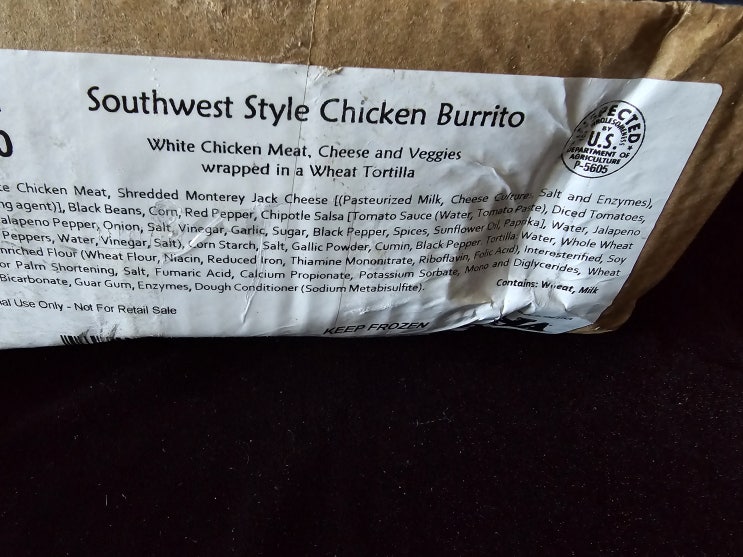 0
Southwest Style Chicken Burrito
White Chicken Meat, Cheese and Veggies
wrapped in a Wheat Tortilla
INSPECTED
WHOLESOMENESS
BY
U.S.
DEPARTMENT OF
AGRICULTURE
P-5605
te Chicken Meat, Shredded Monterey Jack Cheese [(Pasteurized Milk, Cheese Culture, Salt and Enzymes),
ng agent)], Black Beans, Corn, Red Pepper, Chipotle Salsa [Tomato Sauce (Water, Tomato Paste), Diced Tomatoes,
alapeno Pepper, Onion, Salt, Vinegar, Garlic, Sugar, Black Pepper, Spices, Sunflower Oil, Paprika], Water, Jalapeno
Peppers, Water, Vinegar, Salt), Corn Starch, Salt, Gallic Powder, Cumin, Black Pepper. Tortilla: Water, Whole Wheat
nriched Flour (Wheat Flour, Niacin, Reduced Iron, Thiamine Mononitrate, Riboflavin, Folic Acid), Interesterified, Soy
or Palm Shortening, Salt, Fumaric Acid, Calcium Propionate, Potassium Sorbate, Mono and Diglycerides, Wheat
Bicarbonate, Guar Gum, Enzymes, Dough Conditioner (Sodium Metabisulfite).
Contains: Wheat, Milk
nal Use Only - Not For Retail Sale
KEEP FROZEN